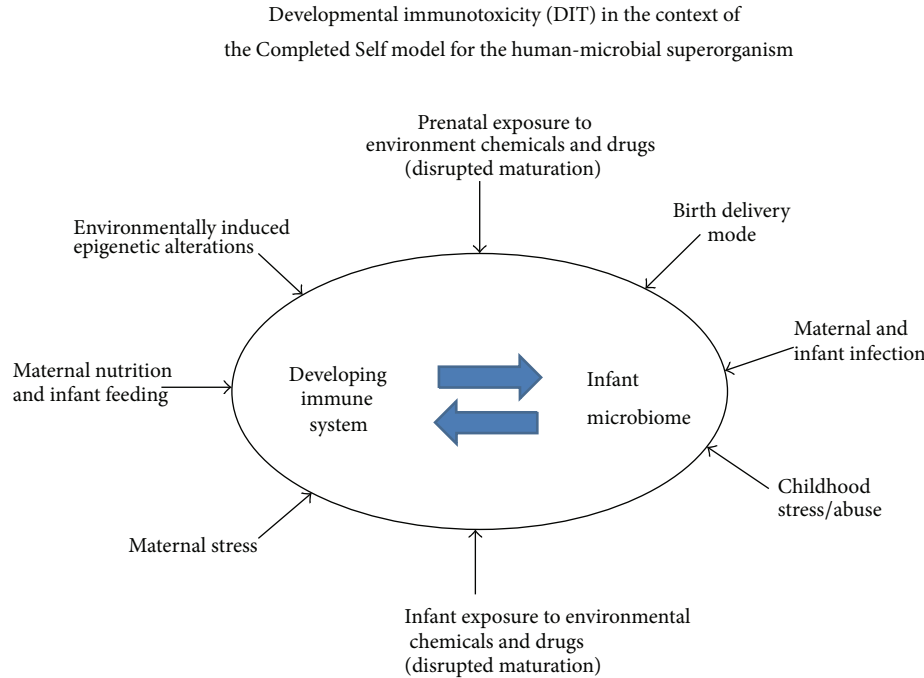 Developmental immunotoxicity (DIT) in the context of
the Completed Self model for the human-microbial superorganism
Prenatal exposure to
environment chemicals and drugs
(disrupted maturation)
Birth delivery
mode
Environmentally induced
epigenetic alterations
Maternal and
infant infection
Maternal nutrition
and infant feeding
Developing
immune
system
Infant
microbiome
Childhood
stress/abuse
Maternal stress
Infant exposure to environmental
chemicals and drugs
(disrupted maturation)